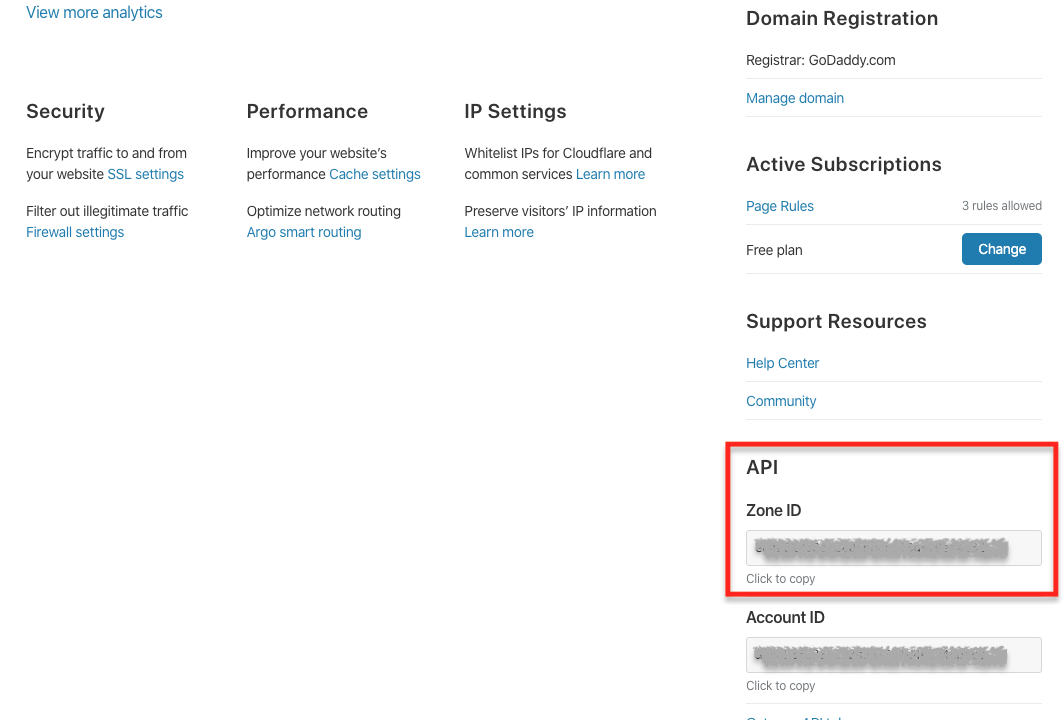 View more analytics
Security
Encrypt traffic to and from
your website SSL settings
Filter out illegitimate traffic
Firewall settings
Performance
Improve your website's
performance Cache settings
Optimize network routing
Argo smart routing
IP Settings
Whitelist IPs for Cloudflare and
common services Learn more
Preserve visitors' IP information
Learn more
Domain Registration
Registrar: GoDaddy.com
Manage domain
Active Subscriptions
Page Rules 3 rules allowed
Free plan Change
Support Resources
Help Center
Community
API
Zone ID
Click to copy
Account ID
Click to copy